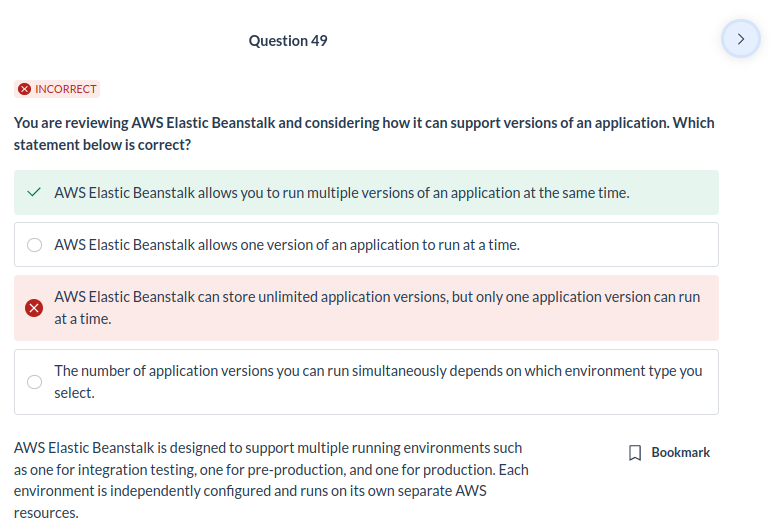 Question 49
INCORRECT
You are reviewing AWS Elastic Beanstalk and considering how it can support versions of an application. Which
statement below is correct?
AWS Elastic Beanstalk allows you to run multiple versions of an application at the same time.
AWS Elastic Beanstalk allows one version of an application to run at a time.
AWS Elastic Beanstalk can store unlimited application versions, but only one application version can run
at a time.
The number of application versions you can run simultaneously depends on which environment type you
select.
AWS Elastic Beanstalk is designed to support multiple running environments such
as one for integration testing, one for pre-production, and one for production. Each
environment is independently configured and runs on its own separate AWS
resources.
Bookmark